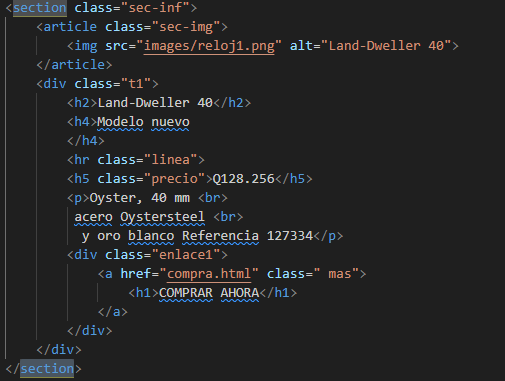 <section class="sec-inf">
<article class="sec-img">
<img src="images/reloj1.png" alt="Land-Dweller 40">
</article>
<div class="t1">
<h2>Land-Dweller 40</h2>
<h4>Modelo nuevo
</h4>
<hr class="linea">
<h5 class="precio">Q128.256</h5>
<p>Oyster, 40 mm <br>
acero Oystersteel <br>
y oro blanco Referencia 127334</p>
<div class="enlace1">
<a href="compra.html" class=" mas">
<h1>COMPRAR AHORA</h1>
</a>
</div>
</div>
</section>